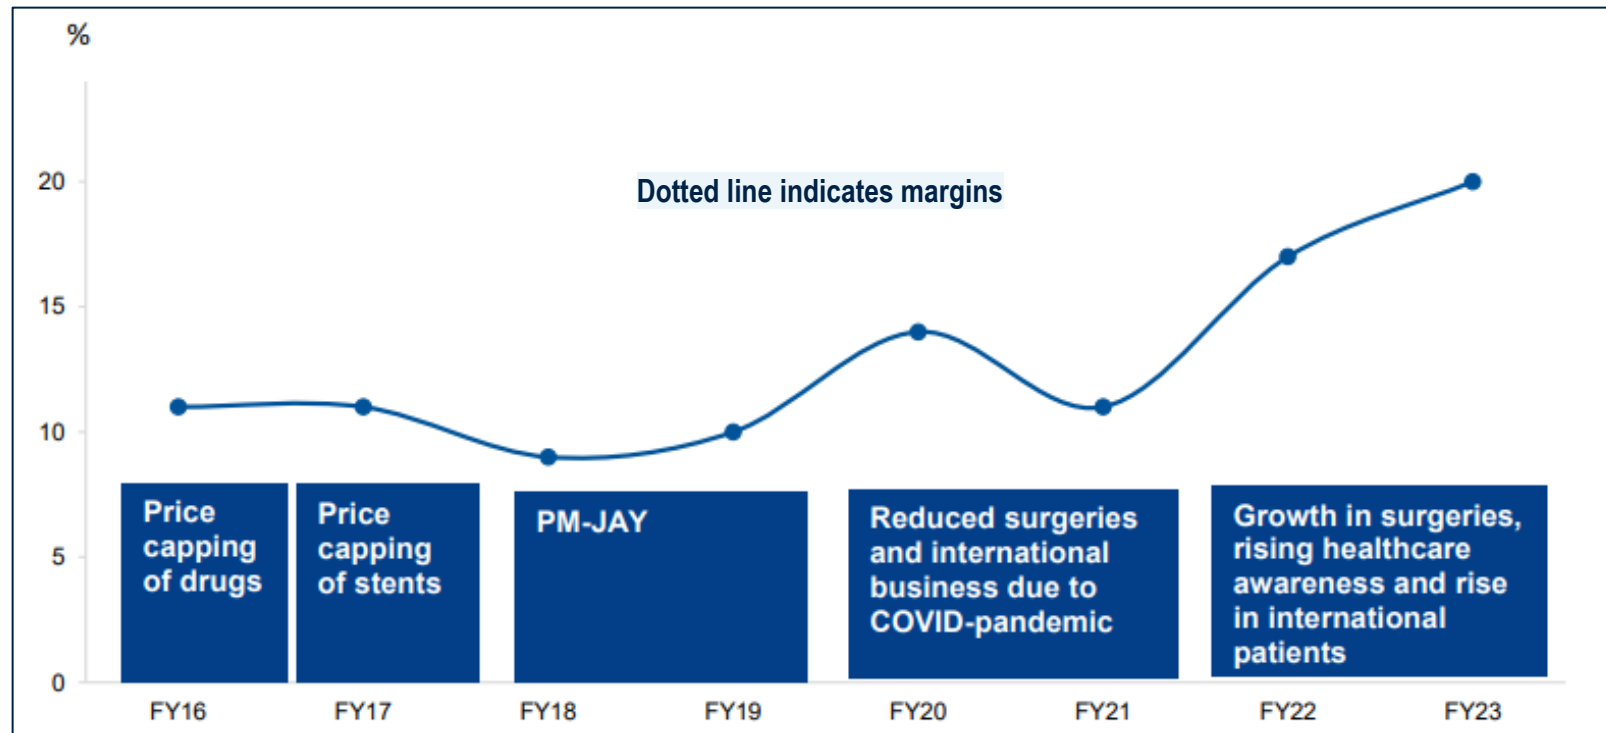 %
20
Dotted line indicates margins
15
10
Price
capping
of drugs
Price
capping
of stents
PM-JAY
Reduced surgeries
and international
business due to
COVID-pandemic
Growth in surgeries,
rising healthcare
awareness and rise
in international
patients
5
0
FY16 FY17 FY18 FY19 FY20 FY21 FY22 FY23